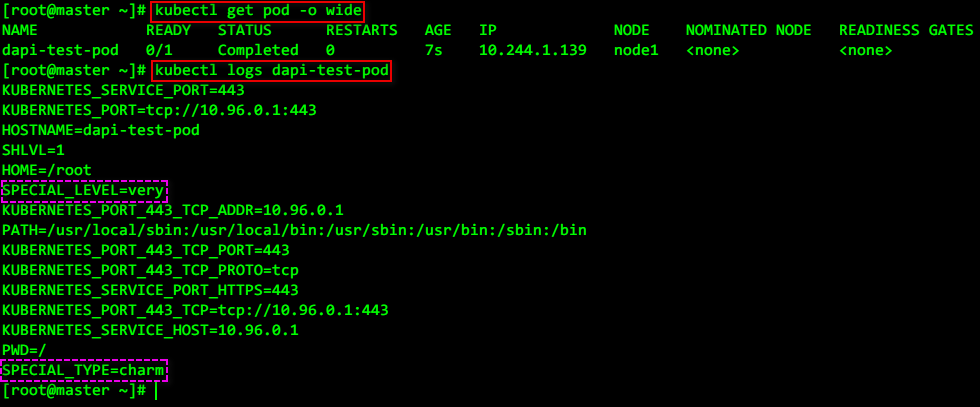 [root@master ~]# kubectl get pod -o wide
NAME READY STATUS RESTARTS AGE IP NODE NOMINATED NODE READINESS GATES
dapi-test-pod 0/1 Completed 0 7s 10.244.1.139 node1 <none> <none>
[root@master ~]# kubectl logs dapi-test-pod
KUBERNETES_SERVICE_PORT=443
KUBERNETES_PORT=tcp://10.96.0.1:443
HOSTNAME=dapi-test-pod
SHLVL=1
HOME=/root
SPECIAL_LEVEL=very
KUBERNETES_PORT_443_TCP_ADDR=10.96.0.1
PATH=/usr/local/sbin:/usr/local/bin:/usr/sbin:/usr/bin:/sbin:/bin
KUBERNETES_PORT_443_TCP_PORT=443
KUBERNETES_PORT_443_TCP_PROTO=tcp
KUBERNETES_SERVICE_PORT_HTTPS=443
KUBERNETES_PORT_443_TCP=tcp://10.96.0.1:443
KUBERNETES_SERVICE_HOST=10.96.0.1
PWD=/
SPECIAL_TYPE=charm
[root@master ~]#